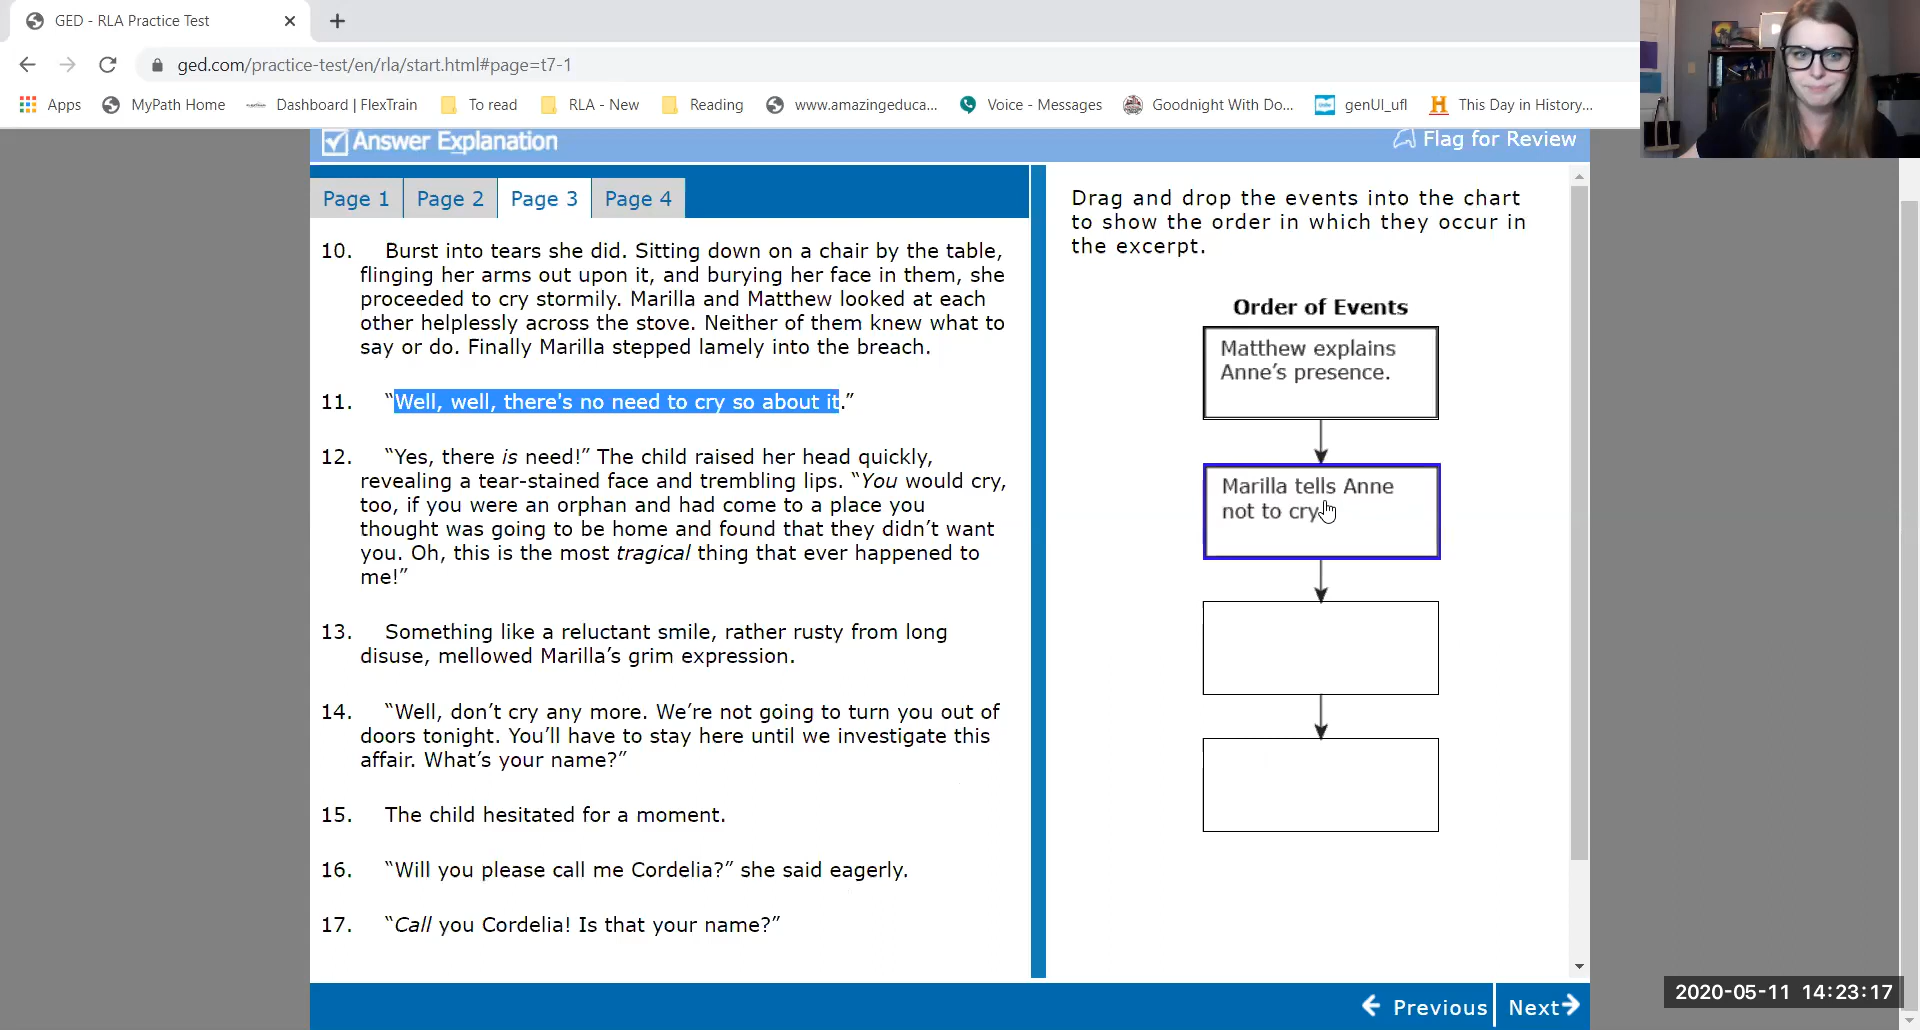 GED - RLA Practice Test
ged.com/practice-test/en/rla/start.html#page=t7-1
Apps MyPath Home Dashboard | FlexTrain To read RLA - New Reading www.amazingeduca... Voice - Messages Goodnight With Do... genUI_ufl This Day in History...
Answer Explanation Flag for Review
Page 1 Page 2 Page 3 Page 4
10. Burst into tears she did. Sitting down on a chair by the table,
flinging her arms out upon it, and burying her face in them, she
proceeded to cry stormily. Marilla and Matthew looked at each
other helplessly across the stove. Neither of them knew what to
say or do. Finally Marilla stepped lamely into the breach.
11. “Well, well, there's no need to cry so about it.”
12. “Yes, there is need!” The child raised her head quickly,
revealing a tear-stained face and trembling lips. “You would cry,
too, if you were an orphan and had come to a place you
thought was going to be home and found that they didn’t want
you. Oh, this is the most tragical thing that ever happened to
me!”
13. Something like a reluctant smile, rather rusty from long
disuse, mellowed Marilla’s grim expression.
14. “Well, don’t cry any more. We’re not going to turn you out of
doors tonight. You’ll have to stay here until we investigate this
affair. What’s your name?”
15. The child hesitated for a moment.
16. “Will you please call me Cordelia?” she said eagerly.
17. “Call you Cordelia! Is that your name?”
Drag and drop the events into the chart
to show the order in which they occur in
the excerpt.
Order of Events
Matthew explains
Anne’s presence.
Marilla tells Anne
not to cry
Previous Next
2020-05-11 14:23:17